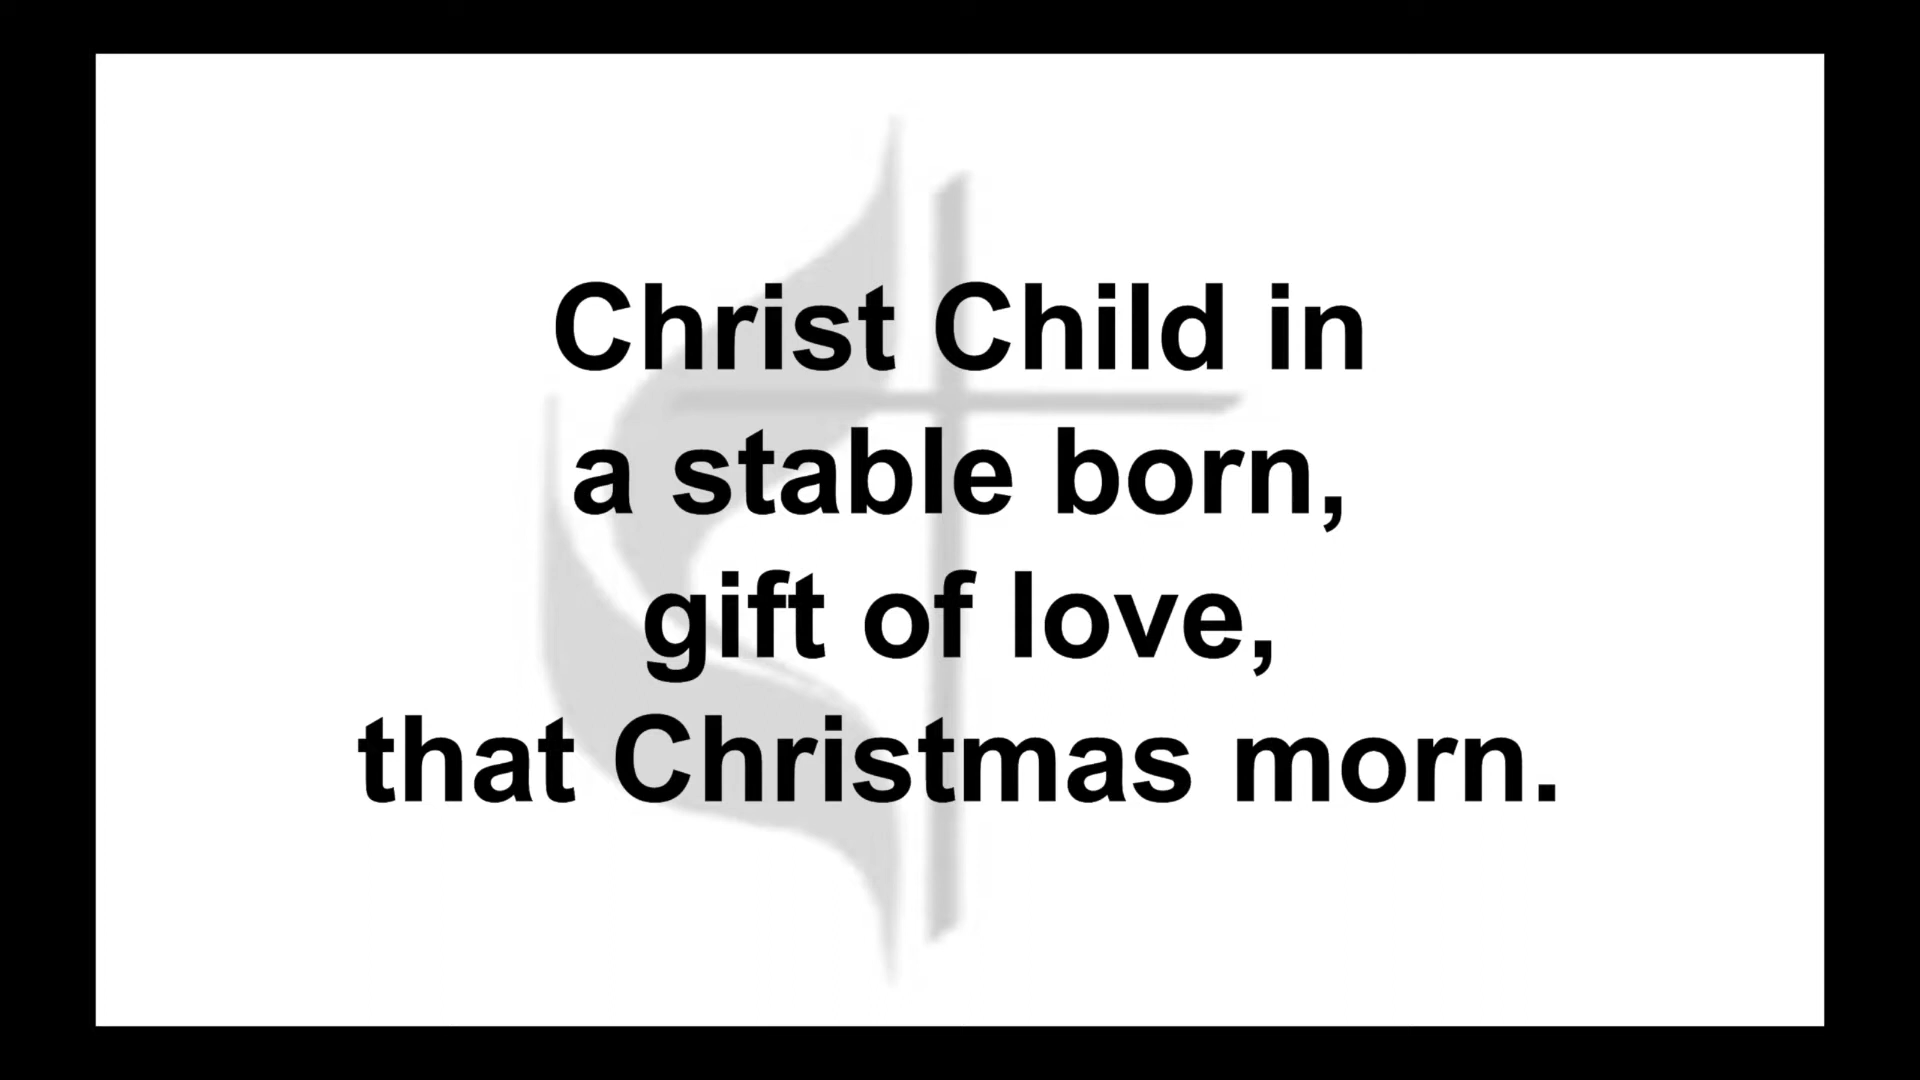 Christ Child in
a stable born,
gift of love,
that Christmas morn.